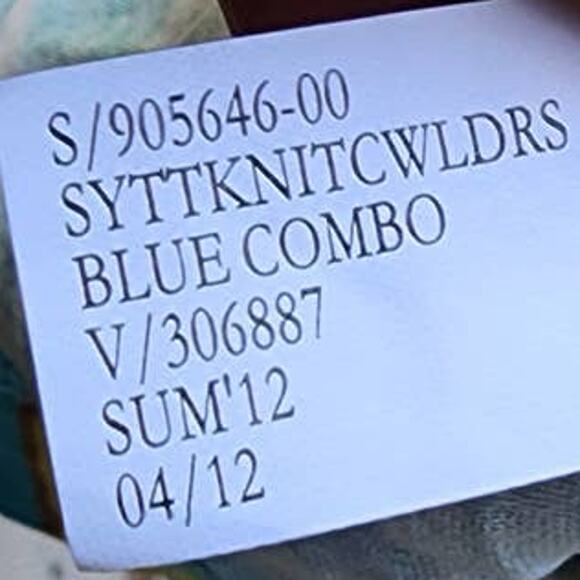 S/905646-00
SYTTKNITCWLDRS
BLUE COMBO
V/306887
SUM'12
04/12